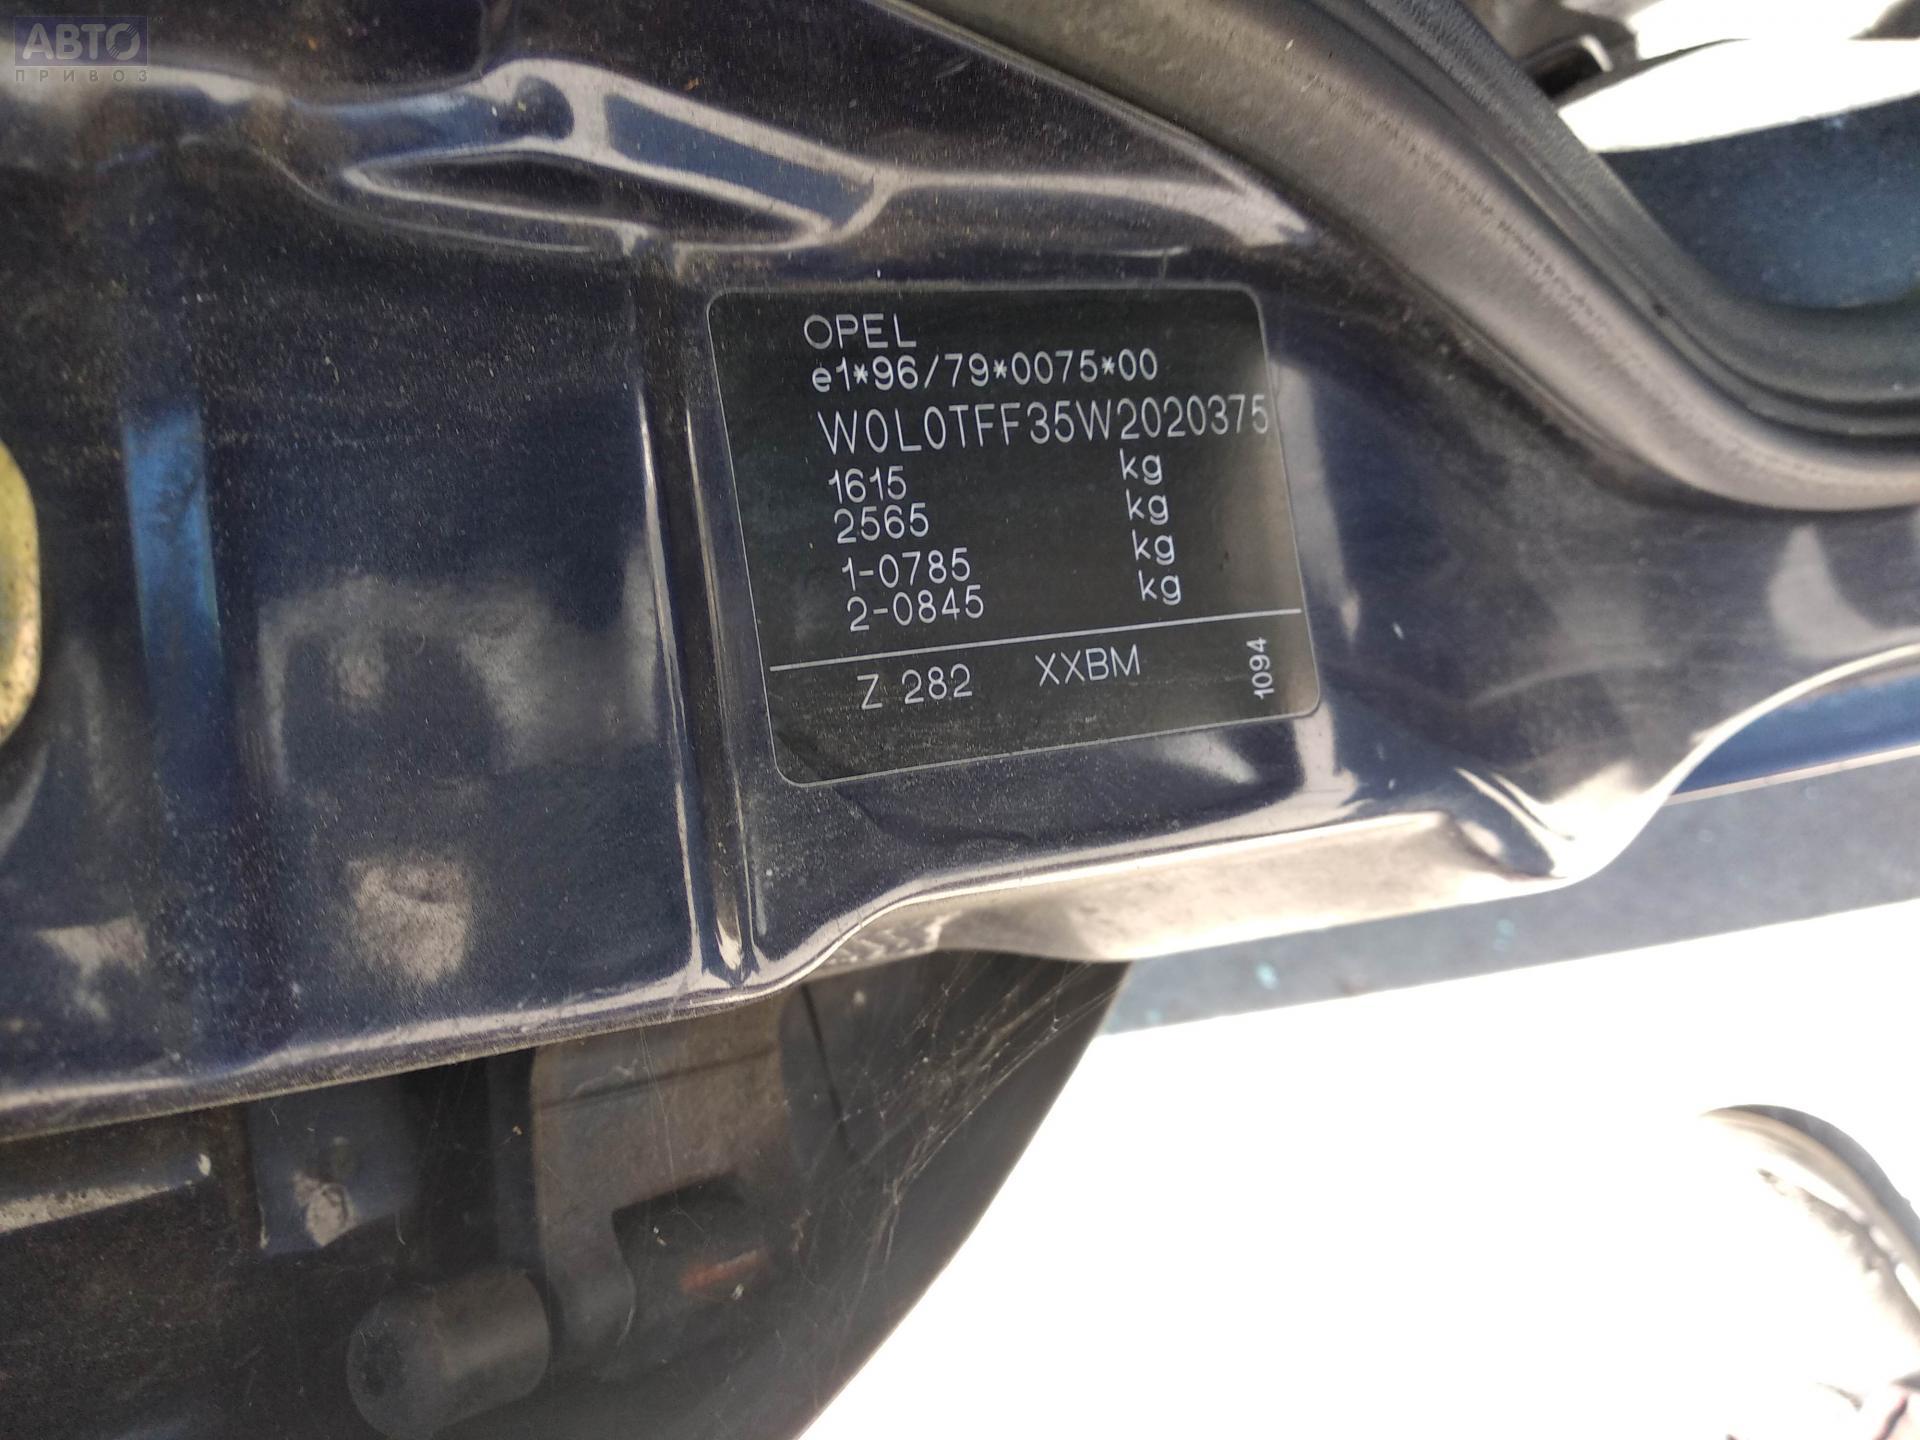 АВТО
ПРИВОЗ
OPEL
e1*96/79*0075*00
W0L0TFF35W2020375
1615 kg
2565 kg
1-0785 kg
2-0845 kg
Z 282 XXBM 1094